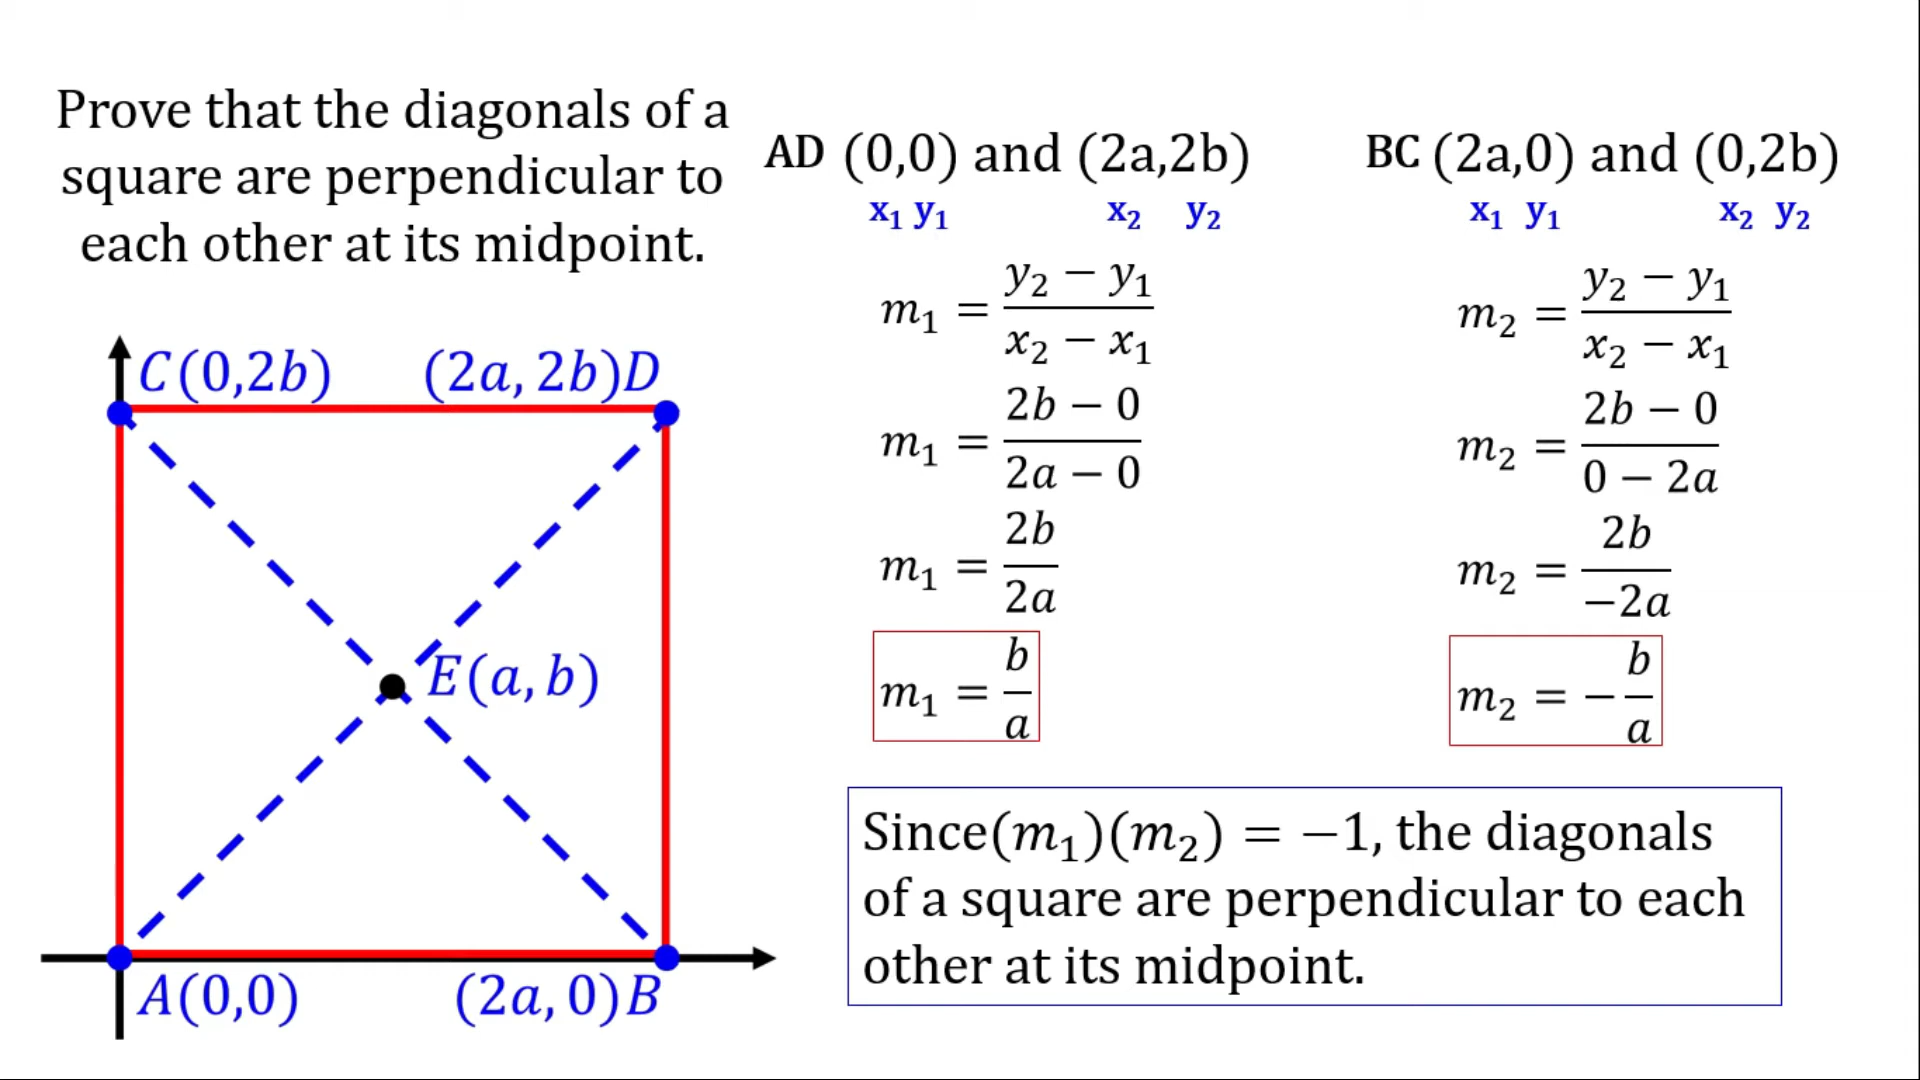 Prove that the diagonals of a
square are perpendicular to
each other at its midpoint.
C(0,2b) (2a, 2b)D
E(a, b)
A(0,0) (2a, 0)B
AD (0,0) and (2a,2b)
x₁ y₁ x₂ y₂
m₁ = (y₂ − y₁)/(x₂ − x₁)
m₁ = (2b − 0)/(2a − 0)
m₁ = 2b/2a
m₁ = b/a
BC (2a,0) and (0,2b)
x₁ y₁ x₂ y₂
m₂ = (y₂ − y₁)/(x₂ − x₁)
m₂ = (2b − 0)/(0 − 2a)
m₂ = 2b/−2a
m₂ = −b/a
Since(m₁)(m₂) = −1, the diagonals
of a square are perpendicular to each
other at its midpoint.